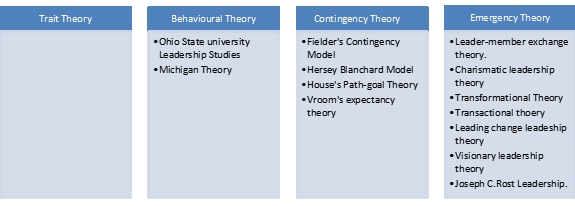 Trait Theory
Behavioural Theory
•Ohio State university
Leadership Studies
•Michigan Theory
Contingency Theory
•Fielder's Contingency
Model
•Hersey Blanchard Model
•House's Path-goal Theory
•Vroom's expectancy
theory
Emergency Theory
•Leader-member exchange
theory.
•Charismatic leadership
theory
•Transformational Theory
•Transactional thoery
•Leading change leadeship
theory
•Visionary leadership
theory
•Joseph C.Rost Leadership.